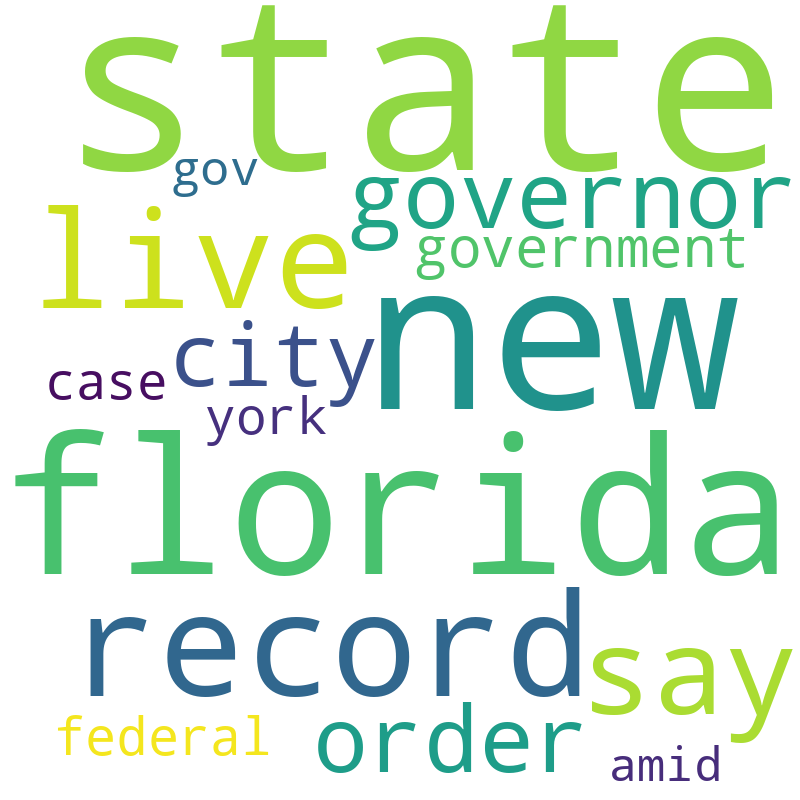 state
gov
governor
live
government
new
city
case
york
florida
record
say
order
federal
amid